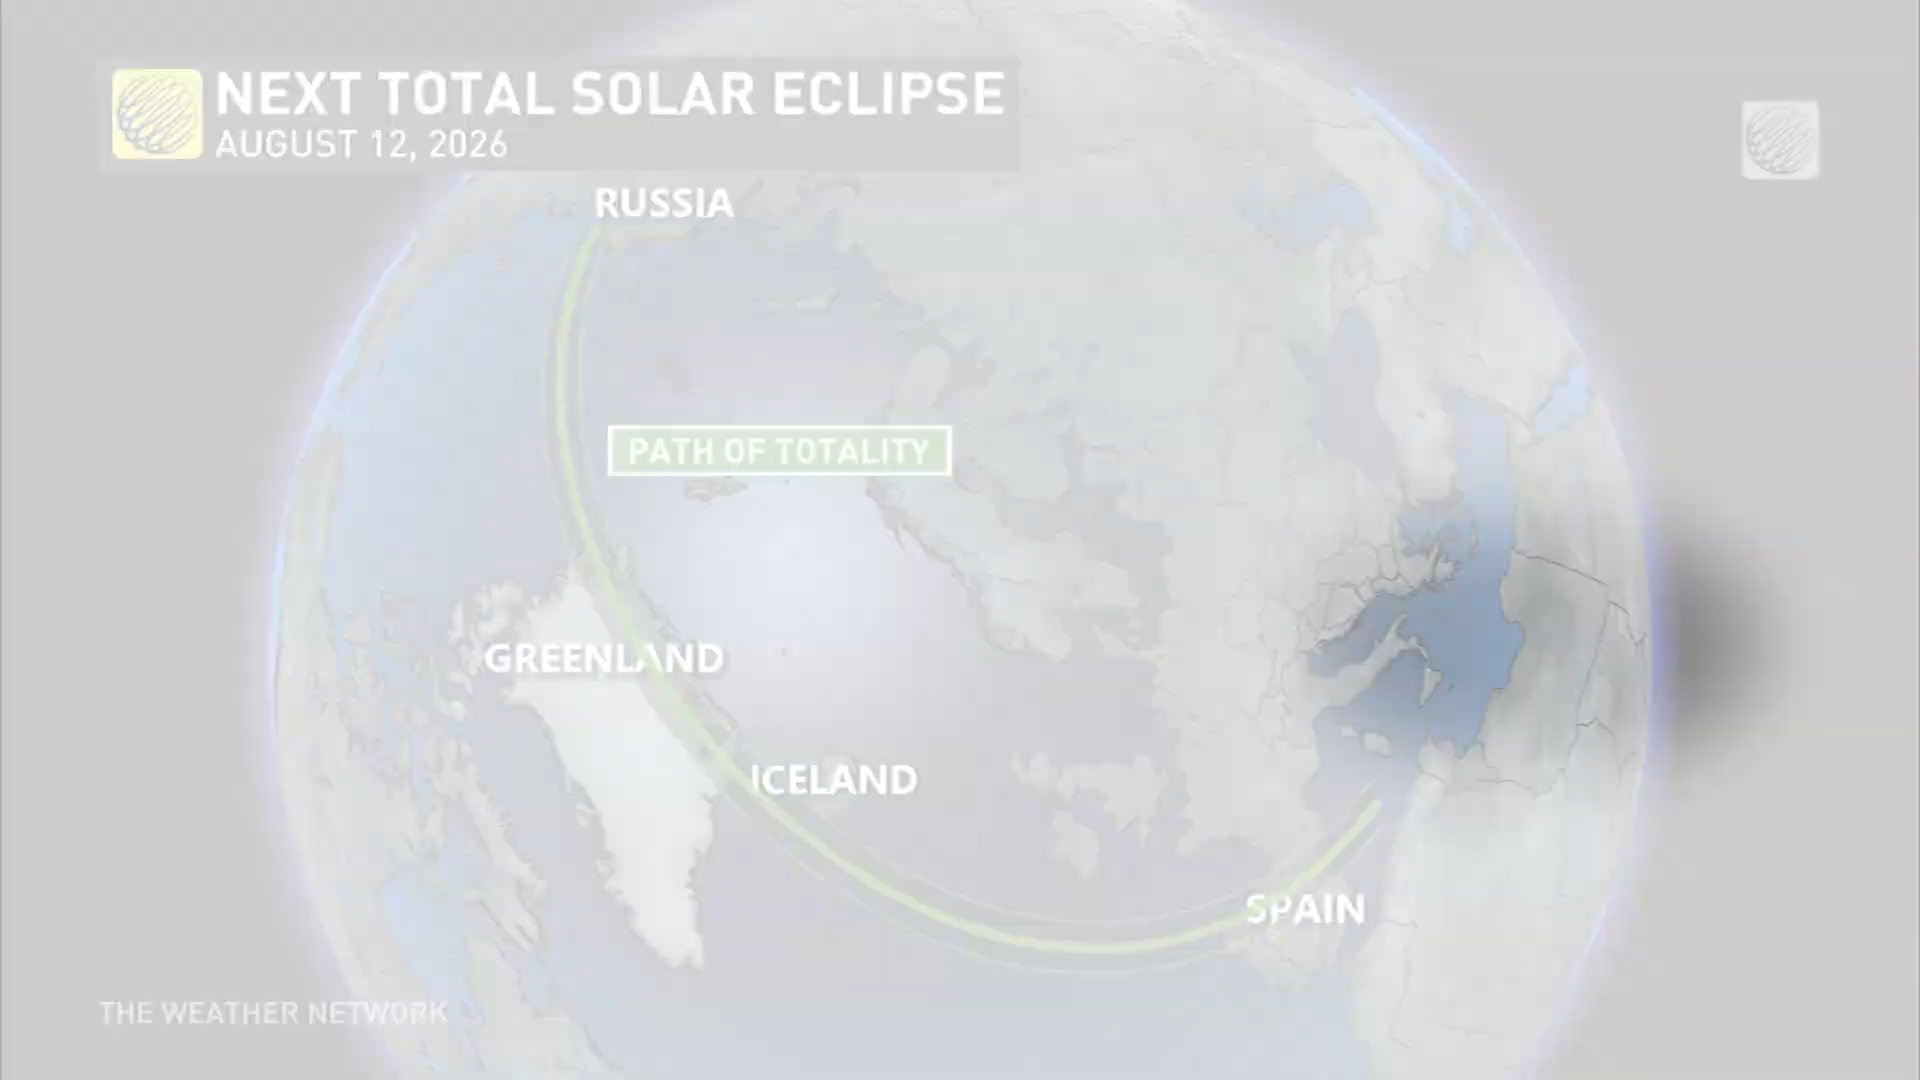 NEXT TOTAL SOLAR ECLIPSE
AUGUST 12, 2026
RUSSIA
PATH OF TOTALITY
GREENLAND
ICELAND
SPAIN
THE WEATHER NETWORK